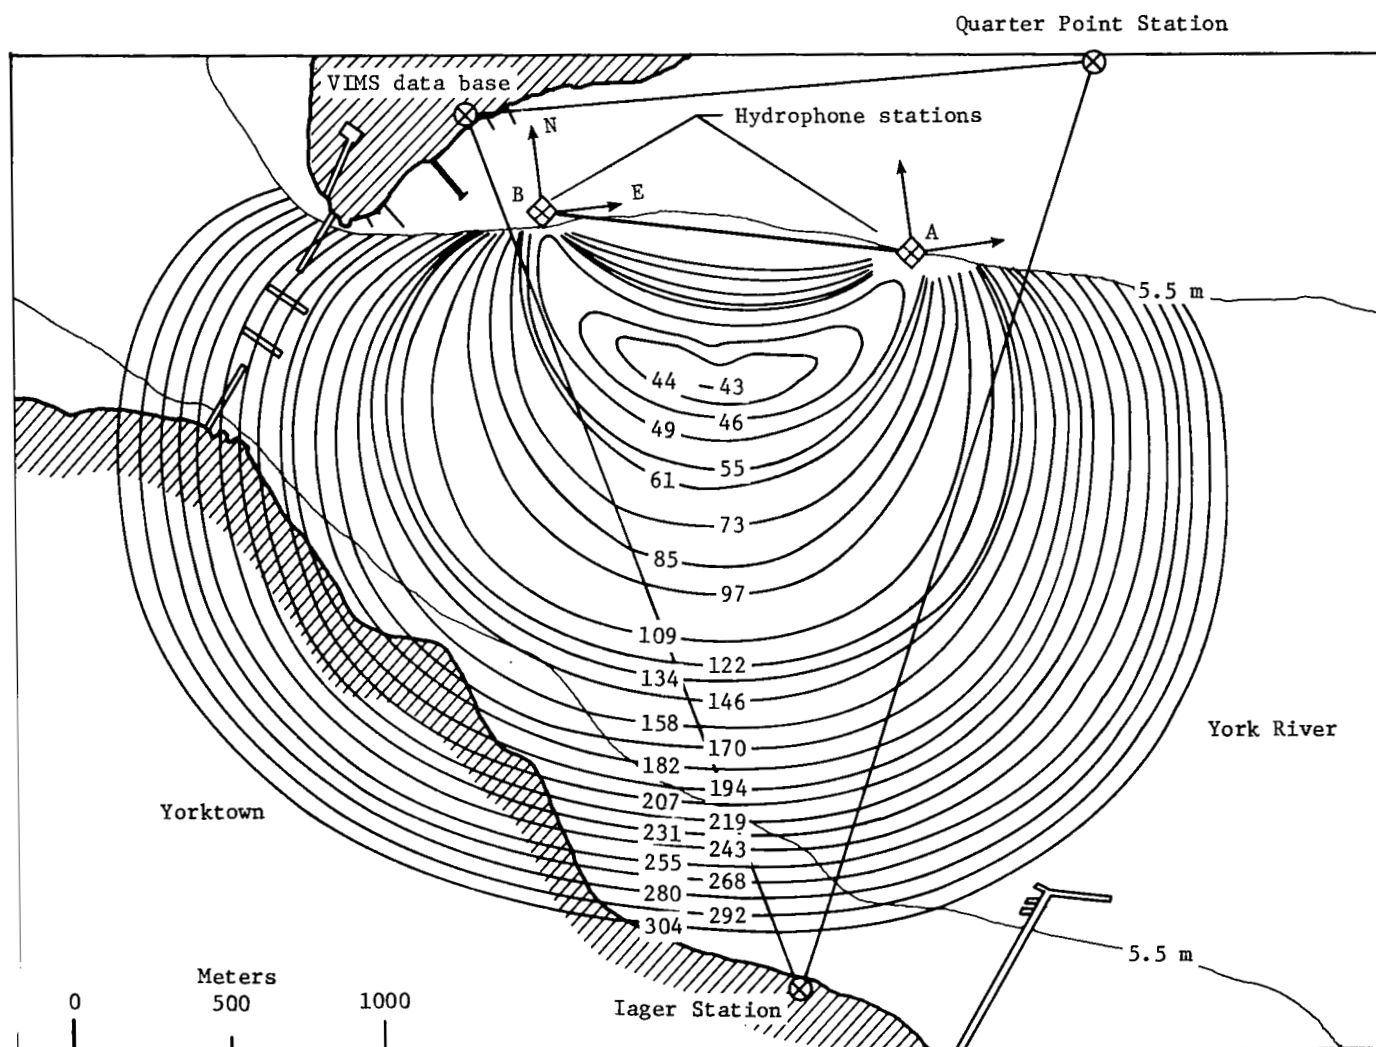 Quarter Point Station
VIMS data base
Hydrophone stations
N
B
E
A
5.5 m
44
43
49
46
61
55
73
85
97
109
122
134
146
158
170
182
194
207
219
231
243
255
268
280
292
304
York River
Yorktown
5.5 m
Meters
0 500 1000
Iager Station